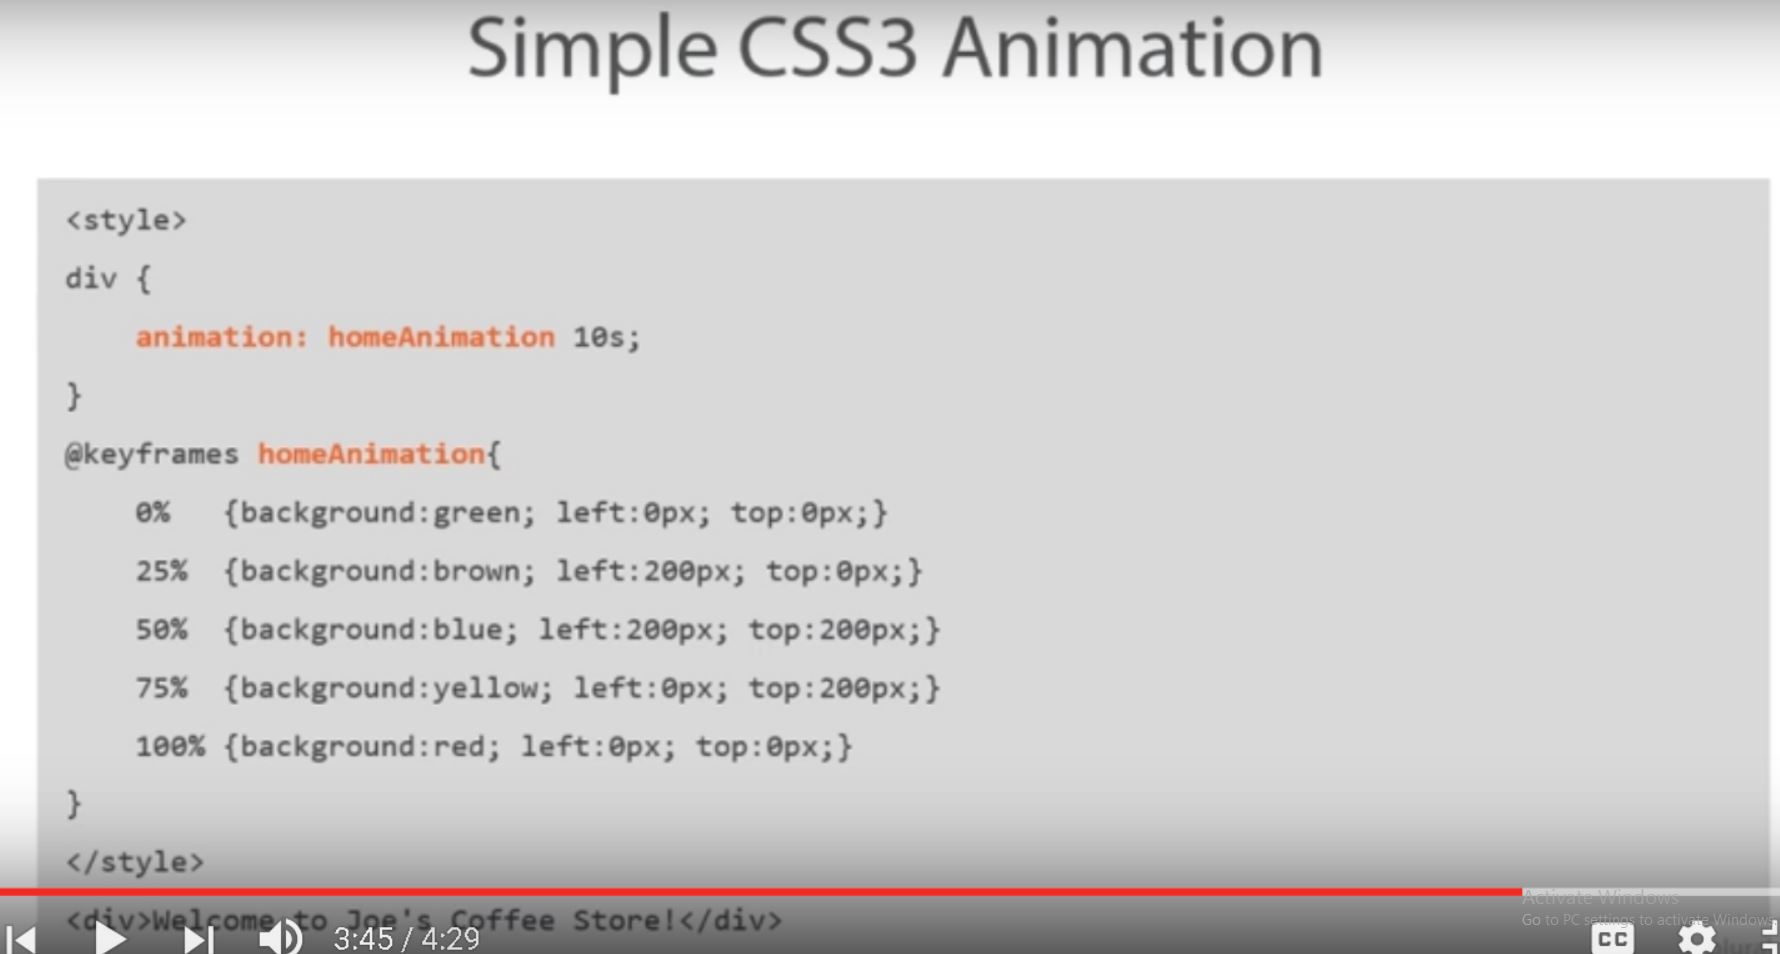 Simple CSS3 Animation
<style>
div {
animation: homeAnimation 10s;
}
@keyframes homeAnimation{
0% {background:green; left:0px; top:0px;}
25% {background:brown; left:200px; top:0px;}
50% {background:blue; left:200px; top:200px;}
75% {background:yellow; left:0px; top:200px;}
100% {background:red; left:0px; top:0px;}
}
</style>
<div>Welcome to Joe's Coffee Store!</div>
Activate Windows
Go to PC settings to activate Windows
3:45 / 4:29
CC